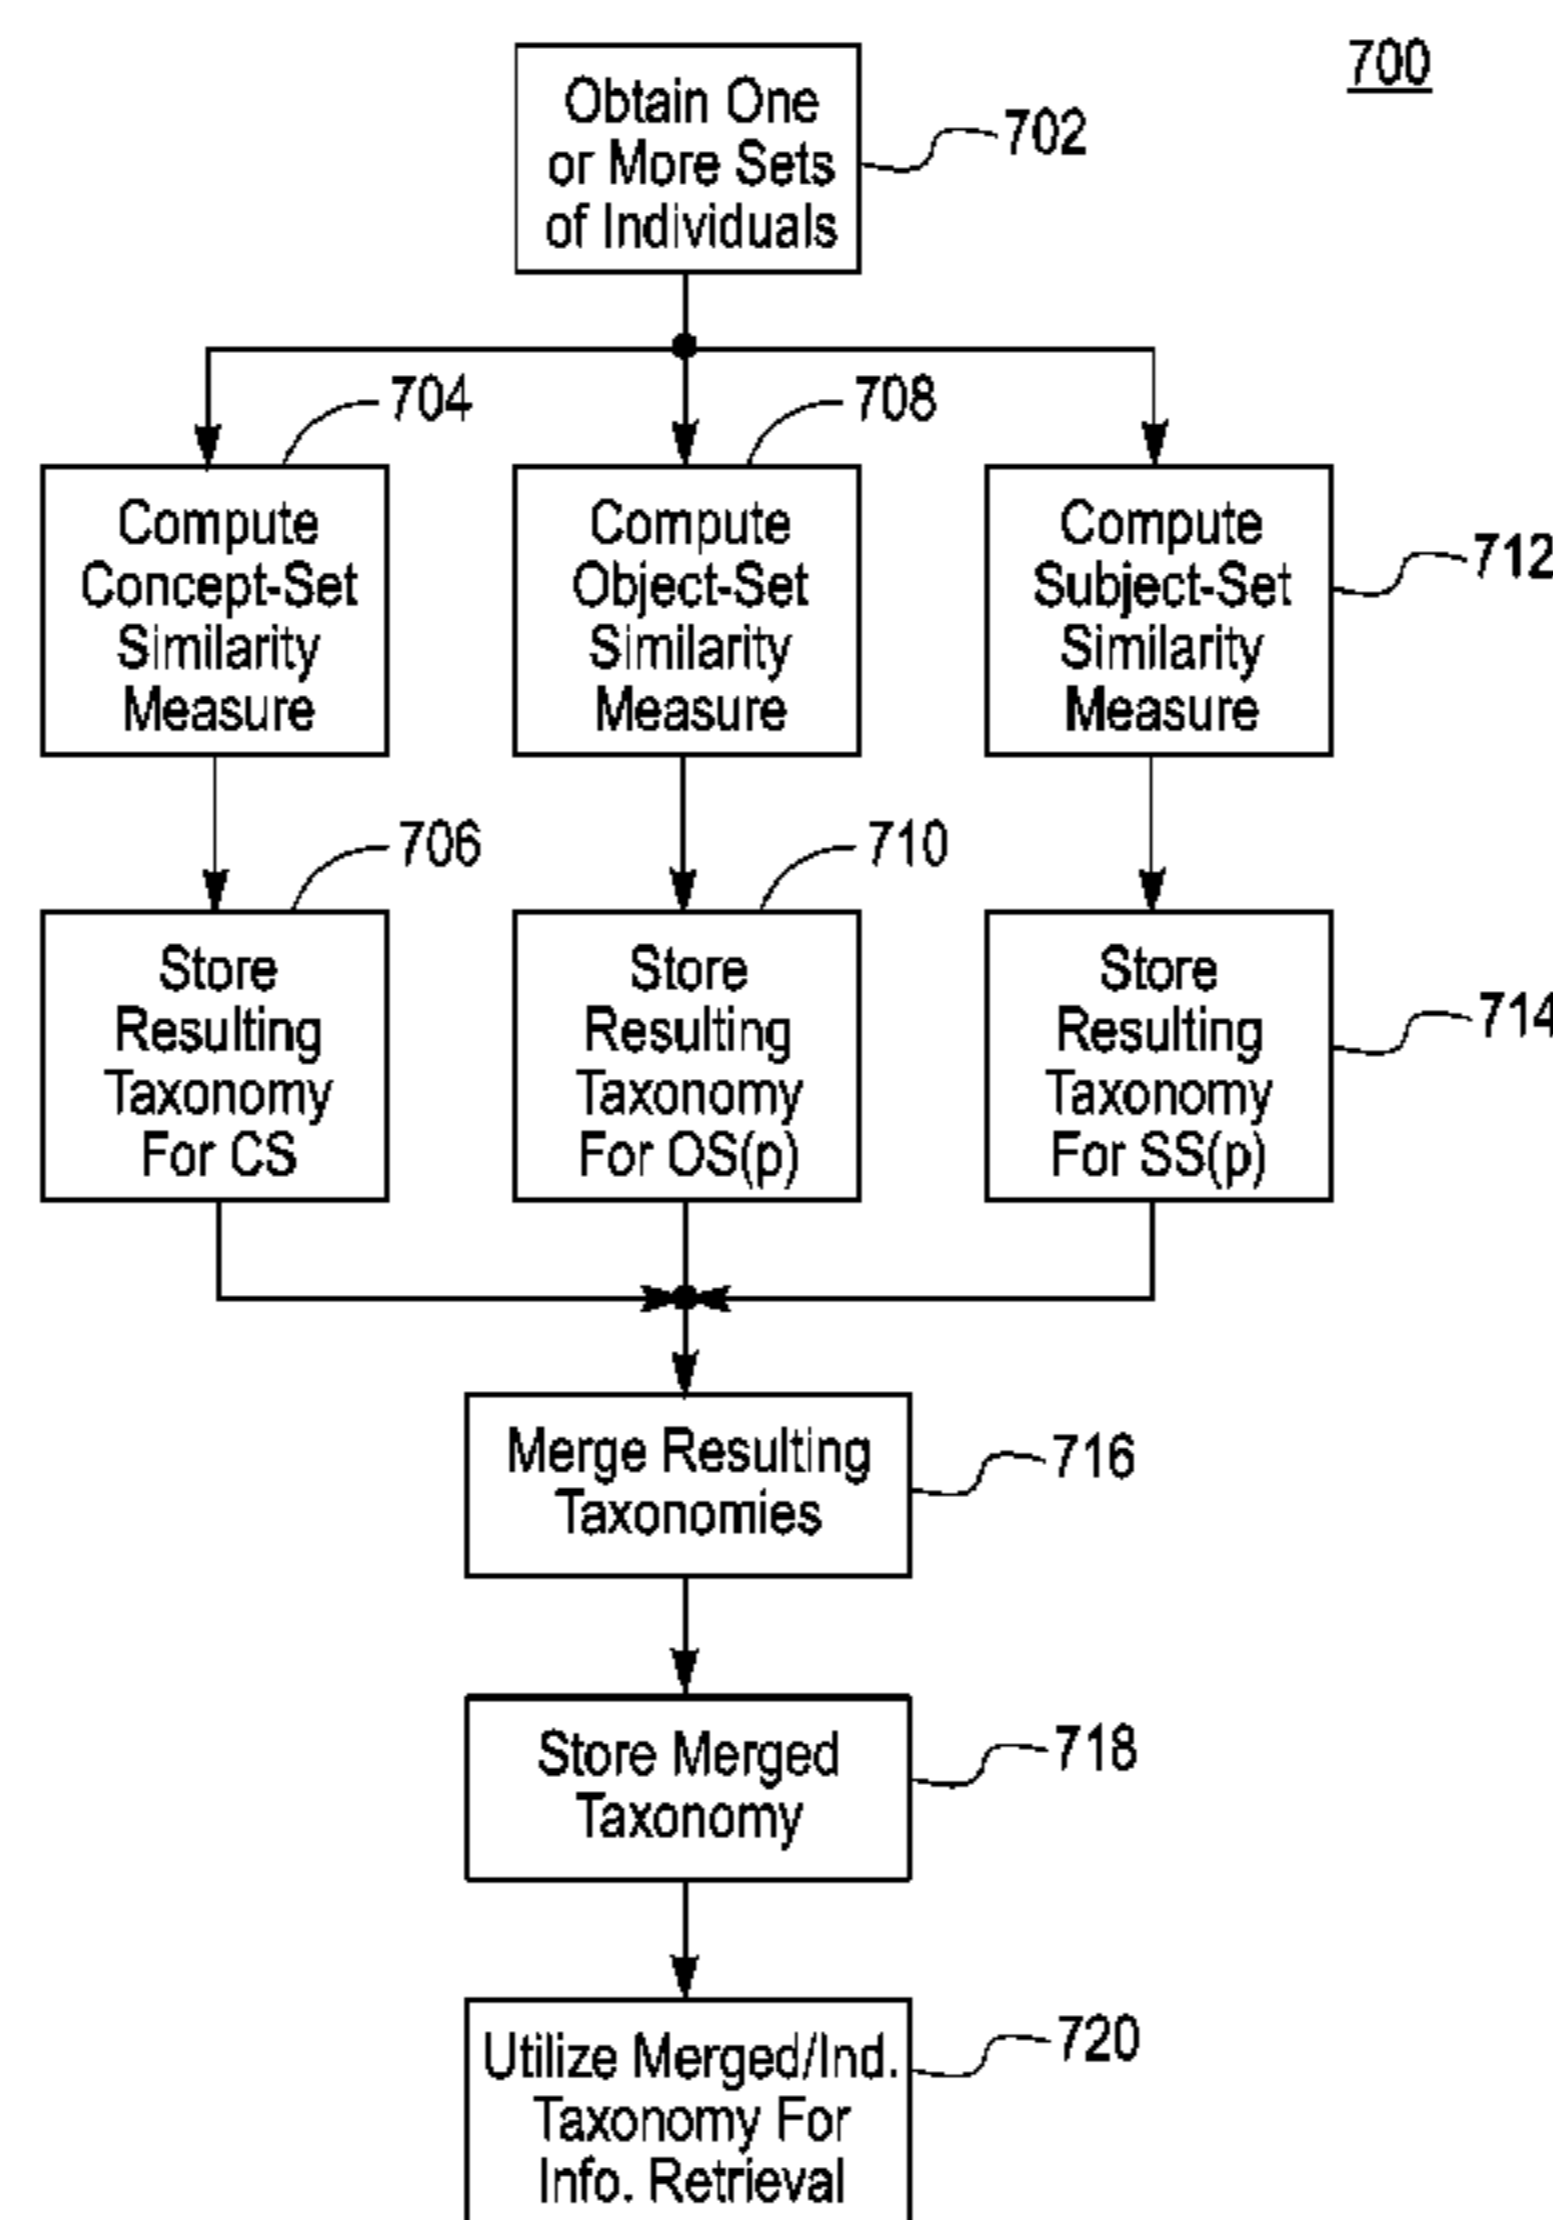 700
Obtain One
or More Sets
of Individuals
702
704
708
Compute
Concept-Set
Similarity
Measure
Compute
Object-Set
Similarity
Measure
Compute
Subject-Set
Similarity
Measure
712
706
710
Store
Resulting
Taxonomy
For CS
Store
Resulting
Taxonomy
For OS(p)
Store
Resulting
Taxonomy
For SS(p)
714
Merge Resulting
Taxonomies
716
Store Merged
Taxonomy
718
Utilize Merged/Ind.
Taxonomy For
Info. Retrieval
720